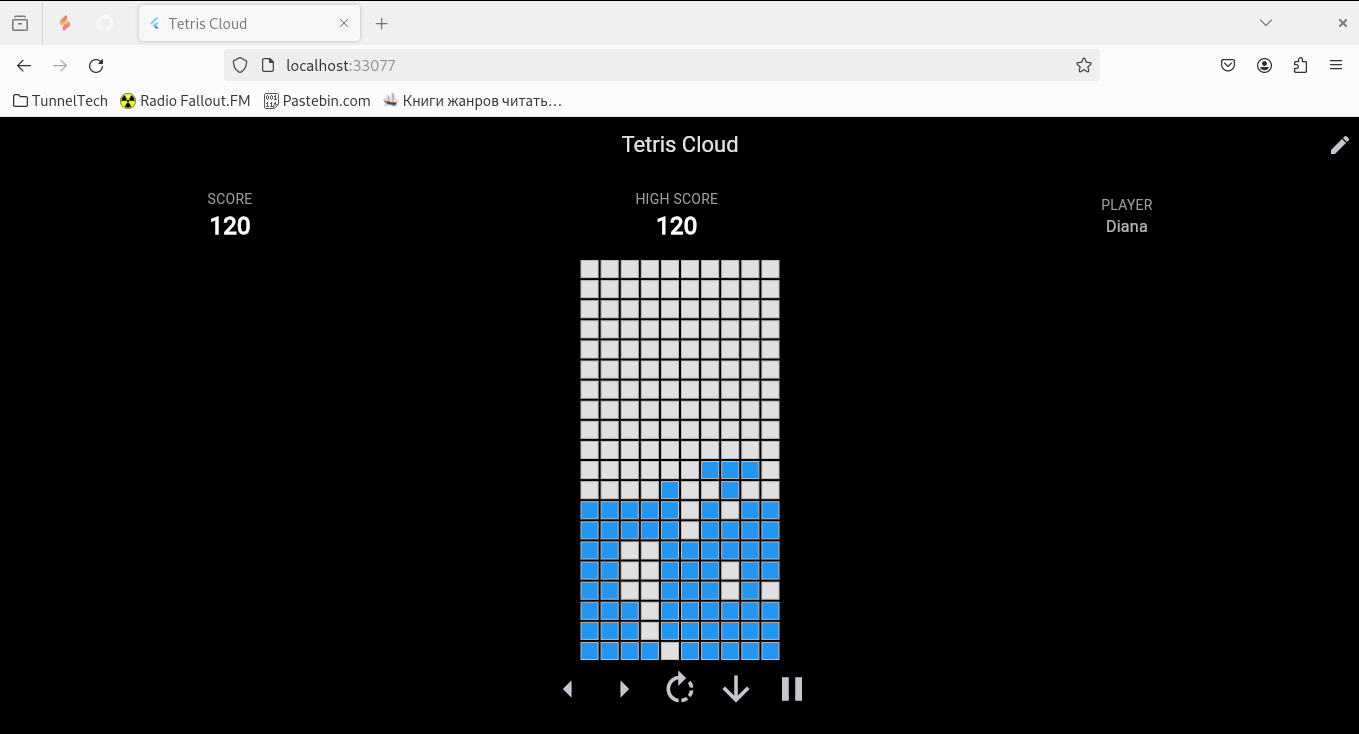 Tetris Cloud
localhost:33077
TunnelTech Radio Fallout.FM Pastebin.com Книги жанров читать…
Tetris Cloud
SCORE
120
HIGH SCORE
120
PLAYER
Diana